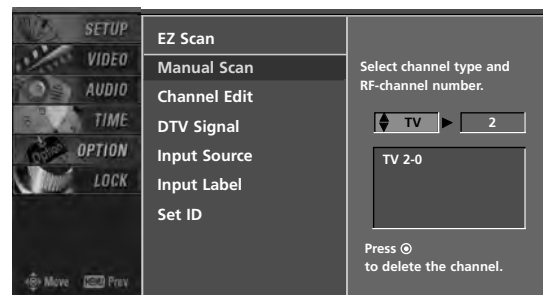 SETUP
VIDEO
AUDIO
TIME
OPTION
LOCK
Move MENU Prev
EZ Scan
Manual Scan
Channel Edit
DTV Signal
Input Source
Input Label
Set ID
Select channel type and
RF-channel number.
TV 2
TV 2-0
Press
to delete the channel.